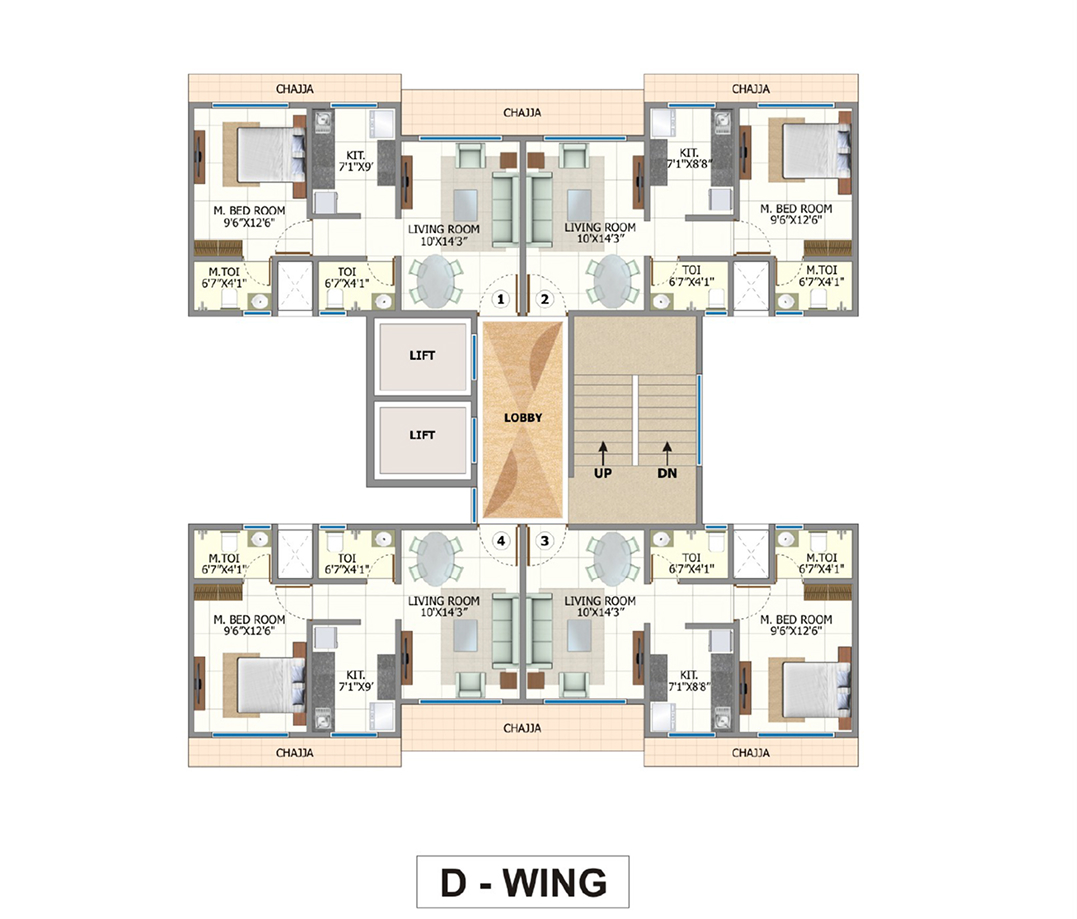 CHAJJA
CHAJJA
CHAJJA
KIT.
7'1"X9'
KIT.
7'1"X8'8"
M. BED ROOM
9'6"X12'6"
LIVING ROOM
10'X14'3"
LIVING ROOM
10'X14'3"
M. BED ROOM
9'6"X12'6"
M.TOI
6'7"X4'1"
TOI
6'7"X4'1"
TOI
6'7"X4'1"
M.TOI
6'7"X4'1"
1
2
LIFT
LIFT
LOBBY
UP
DN
4
3
M.TOI
6'7"X4'1"
TOI
6'7"X4'1"
TOI
6'7"X4'1"
M.TOI
6'7"X4'1"
M. BED ROOM
9'6"X12'6"
LIVING ROOM
10'X14'3"
LIVING ROOM
10'X14'3"
M. BED ROOM
9'6"X12'6"
KIT.
7'1"X9'
KIT.
7'1"X8'8"
CHAJJA
CHAJJA
CHAJJA
D - WING